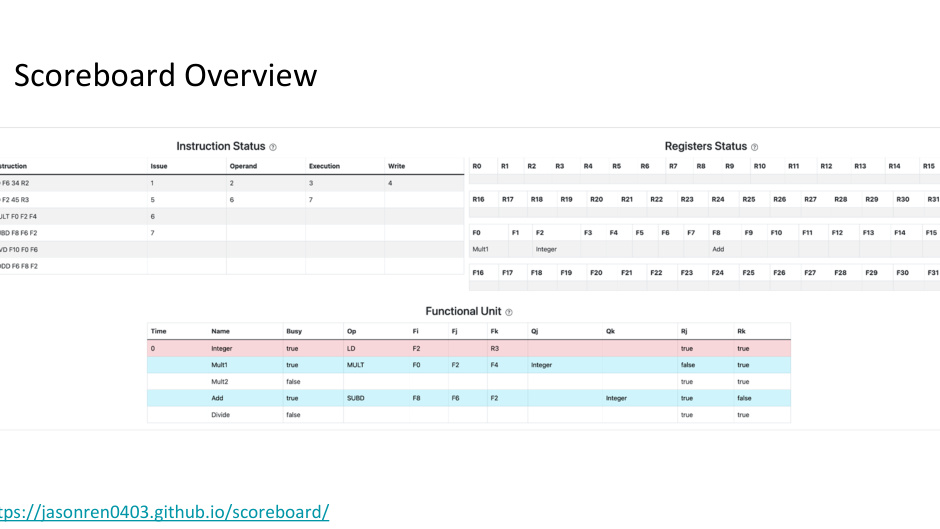 Scoreboard Overview
Instruction Status ?
Registers Status ?
struction Issue Operand Execution Write
F6 34 R2 1 2 3 4
F2 45 R3 5 6 7
ULT F0 F2 F4 6
BD F8 F6 F2 7
VD F10 F0 F6
DD F6 F8 F2
R0 R1 R2 R3 R4 R5 R6 R7 R8 R9 R10 R11 R12 R13 R14 R15
R16 R17 R18 R19 R20 R21 R22 R23 R24 R25 R26 R27 R28 R29 R30 R31
F0 F1 F2 F3 F4 F5 F6 F7 F8 F9 F10 F11 F12 F13 F14 F15
Mult1 Integer Add
F16 F17 F18 F19 F20 F21 F22 F23 F24 F25 F26 F27 F28 F29 F30 F31
Functional Unit ?
Time Name Busy Op Fi Fj Fk Qj Qk Rj Rk
0 Integer true LD F2 R3 true true
Mult1 true MULT F0 F2 F4 Integer false true
Mult2 false true true
Add true SUBD F8 F6 F2 Integer true false
Divide false true true
tps://jasonren0403.github.io/scoreboard/